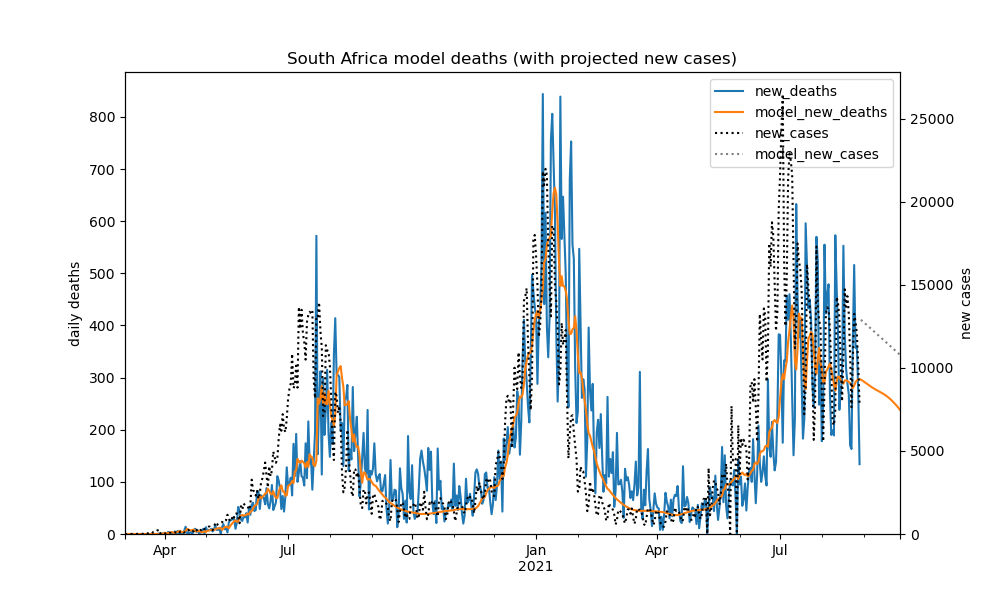 South Africa model deaths (with projected new cases)
new_deaths
model_new_deaths
new_cases
model_new_cases
daily deaths
800
700
600
500
400
300
200
100
0
25000
20000
15000
10000
5000
0
new cases
Apr
Jul
Oct
Jan
2021
Apr
Jul